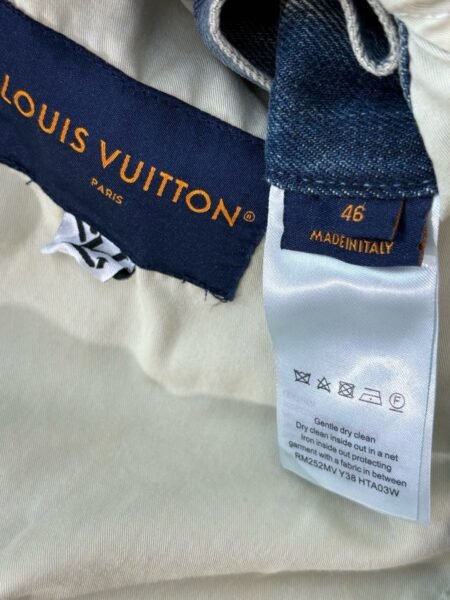 LOUIS VUITTON®
PARIS
46
MADE IN ITALY
Gentle dry clean
Dry clean inside out in a net
Iron inside out protecting
garment with a fabric in between
RM252MV Y38 HTA03W